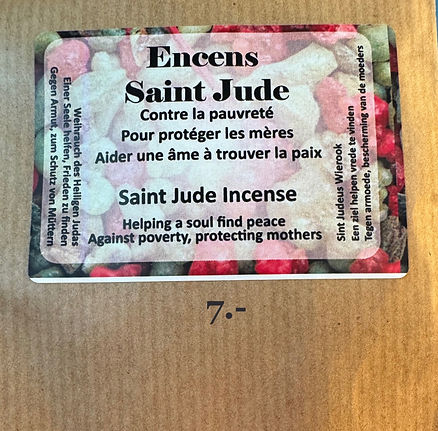 Encens
Saint Jude
Contre la pauvreté
Pour protéger les mères
Aider une âme à trouver la paix
Saint Jude Incense
Helping a soul find peace
Against poverty, protecting mothers
Weihrauch des Heiligen Judas
Einer Seele helfen, Frieden zu finden
Gegen Armut, zum Schutz von Müttern
Sint Judeus Wierook
Een ziel helpen vrede te vinden
Tegen armoede, bescherming van de moeders
7.-